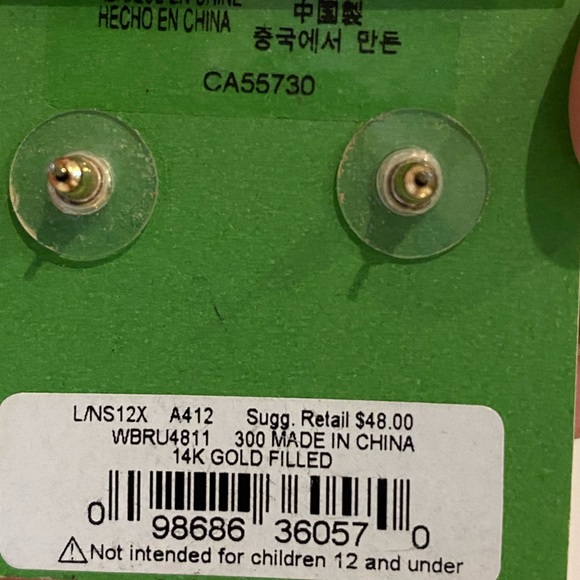 HECHO EN CHINA
中國製
중국에서 만든
CA55730
L/NS12X A412 Sugg. Retail $48.00
WBRU4811 300 MADE IN CHINA
14K GOLD FILLED
0 98686 36057 0
⚠Not intended for children 12 and under